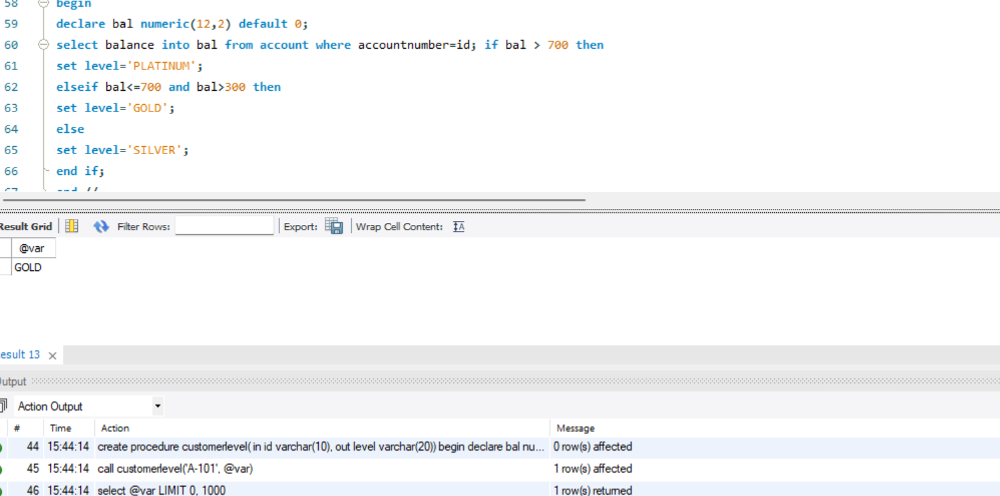 58 begin
59 declare bal numeric(12,2) default 0;
60 select balance into bal from account where accountnumber=id; if bal > 700 then
61 set level='PLATINUM';
62 elseif bal<=700 and bal>300 then
63 set level='GOLD';
64 else
65 set level='SILVER';
66 end if;
67 end //
Result Grid Filter Rows: Export: Wrap Cell Content:
@var
GOLD
esult 13
Output
Action Output
# Time Action Message
44 15:44:14 create procedure customerlevel( in id varchar(10), out level varchar(20)) begin declare bal nu... 0 row(s) affected
45 15:44:14 call customerlevel('A-101', @var) 1 row(s) affected
46 15:44:14 select @var LIMIT 0, 1000 1 row(s) returned